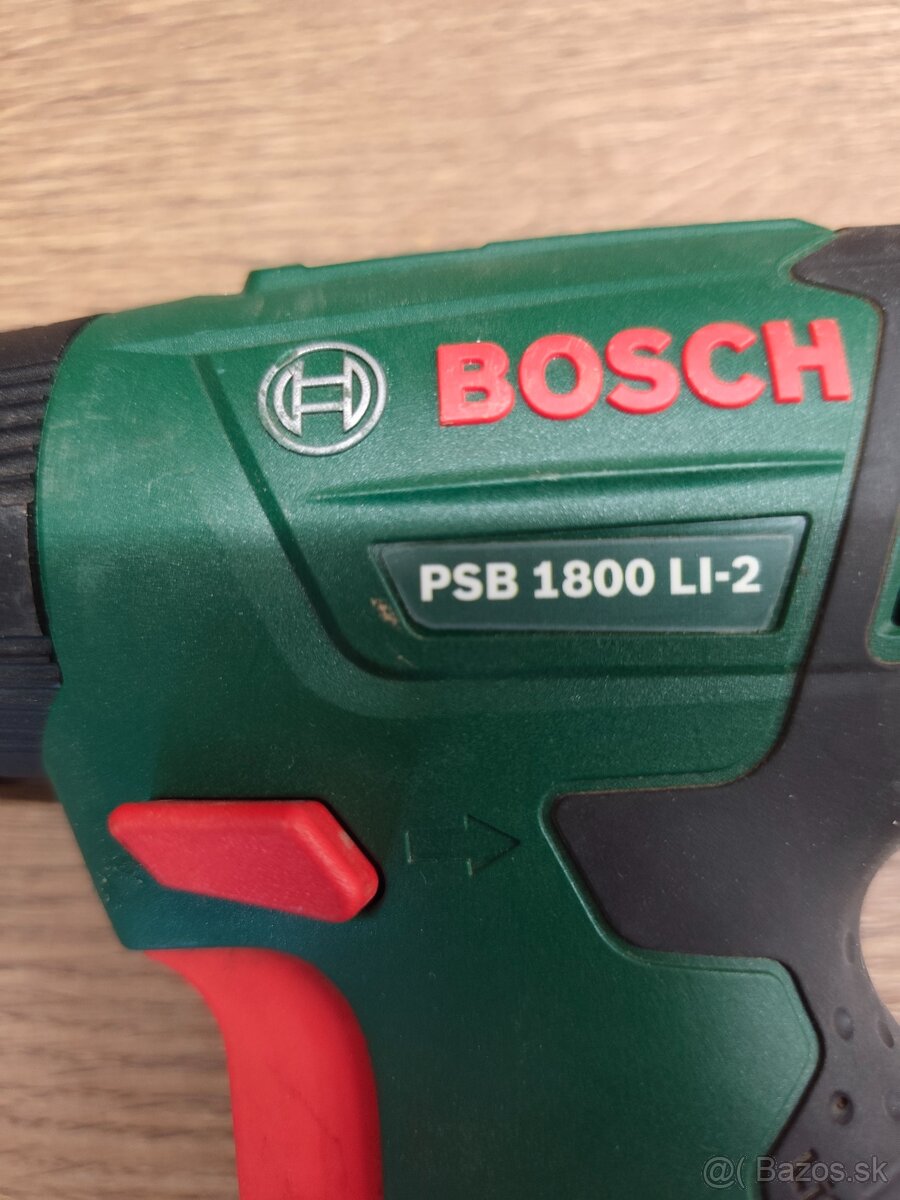 BOSCH
PSB 1800 LI-2
@( Bazos.sk